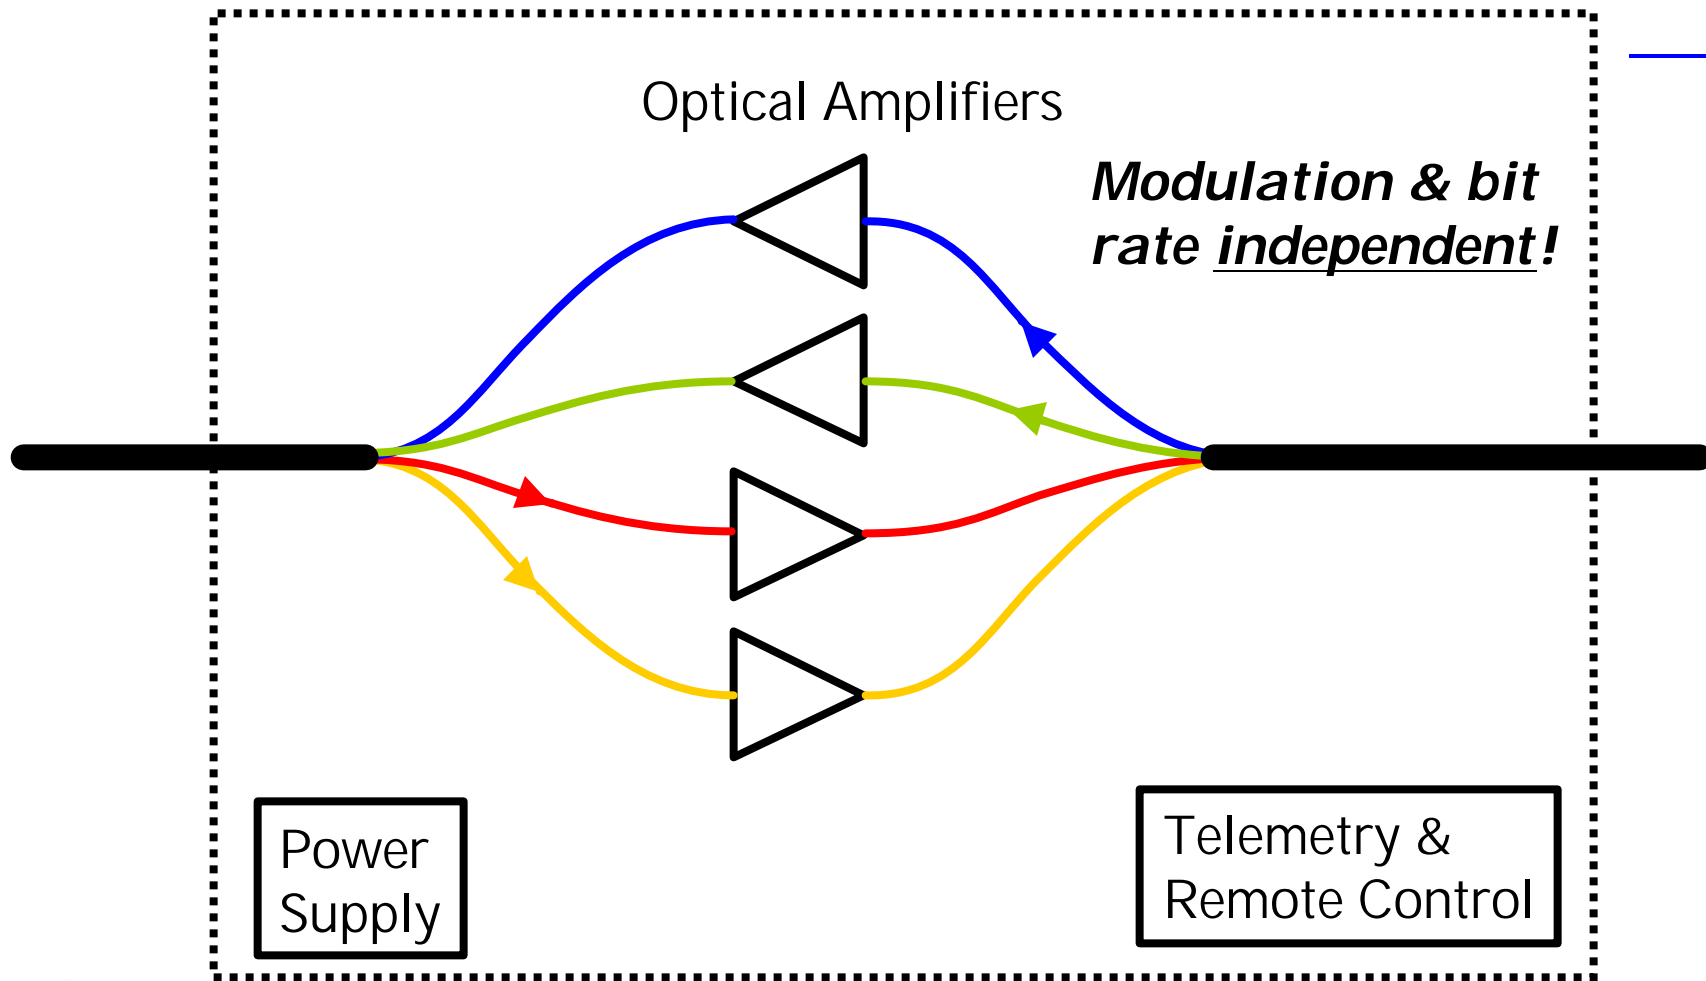 Optical Amplifiers
Modulation & bit
rate independent!
Power
Supply
Telemetry &
Remote Control